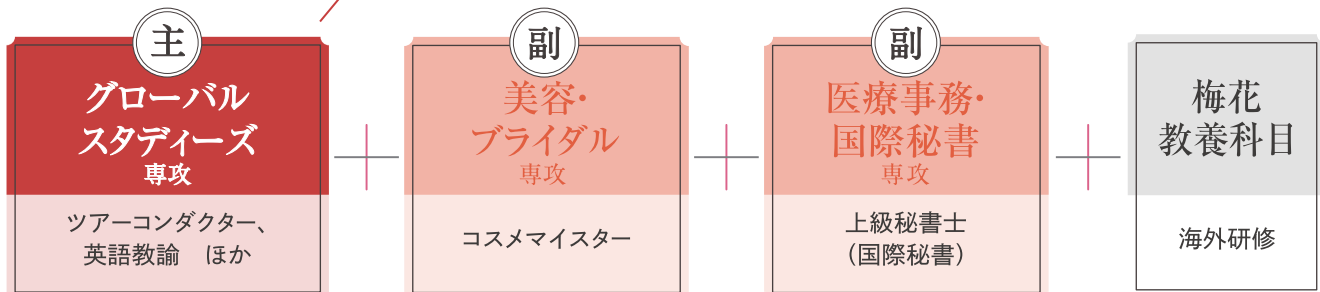 主
グローバル
スタディーズ
専攻
ツアーコンダクター、
英語教諭　ほか
副
美容・
ブライダル
専攻
コスメマイスター
副
医療事務・
国際秘書
専攻
上級秘書士
（国際秘書）
梅花
教養科目
海外研修